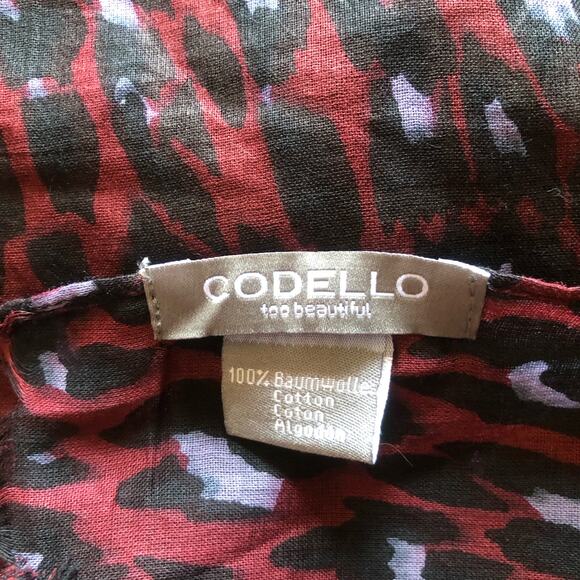 CODELLO
too beautiful
100% Baumwolle
Cotton
Coton
Algodón